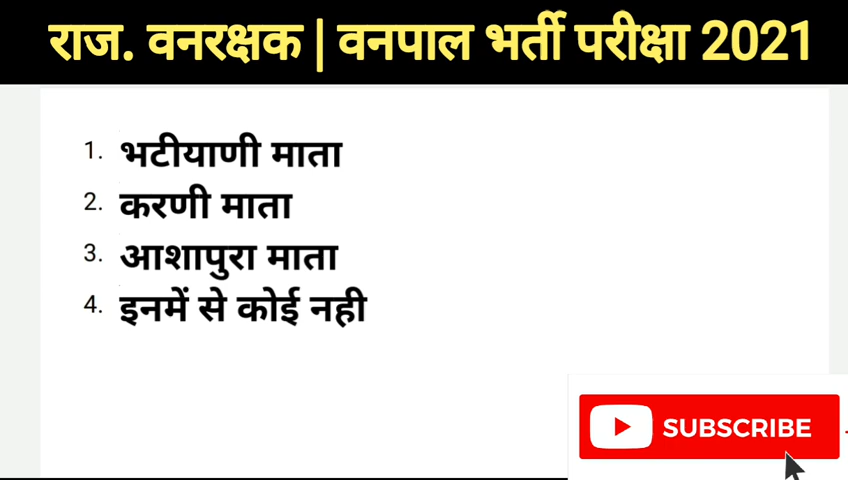 राज. वनरक्षक | वनपाल भर्ती परीक्षा 2021
1. भटीयाणी माता
2. करणी माता
3. आशापुरा माता
4. इनमें से कोई नही
SUBSCRIBE